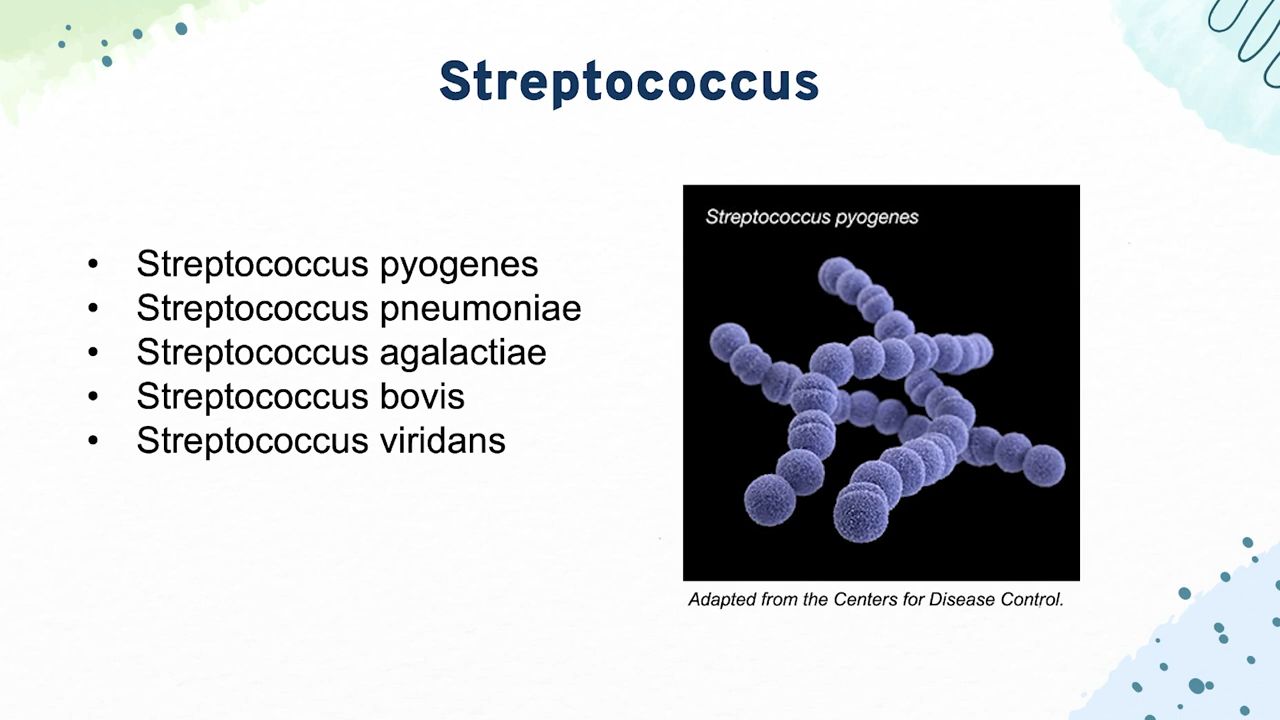 Streptococcus
• Streptococcus pyogenes
• Streptococcus pneumoniae
• Streptococcus agalactiae
• Streptococcus bovis
• Streptococcus viridans
Streptococcus pyogenes
Adapted from the Centers for Disease Control.